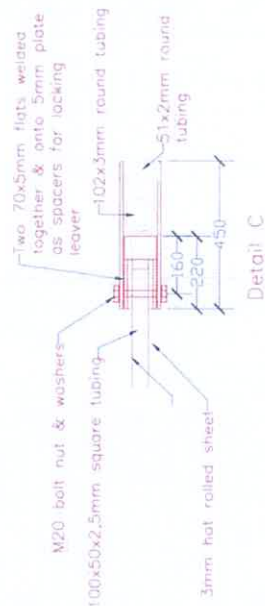 Two 70x5mm flats welded
together & onto 5mm plate
as spacers for locking
leaver
M20 bolt nut & washers
102x3mm round tubing
100x50x2.5mm square tubing
51x2mm round
tubing
160
220
450
3mm hot rolled sheet
Detail C